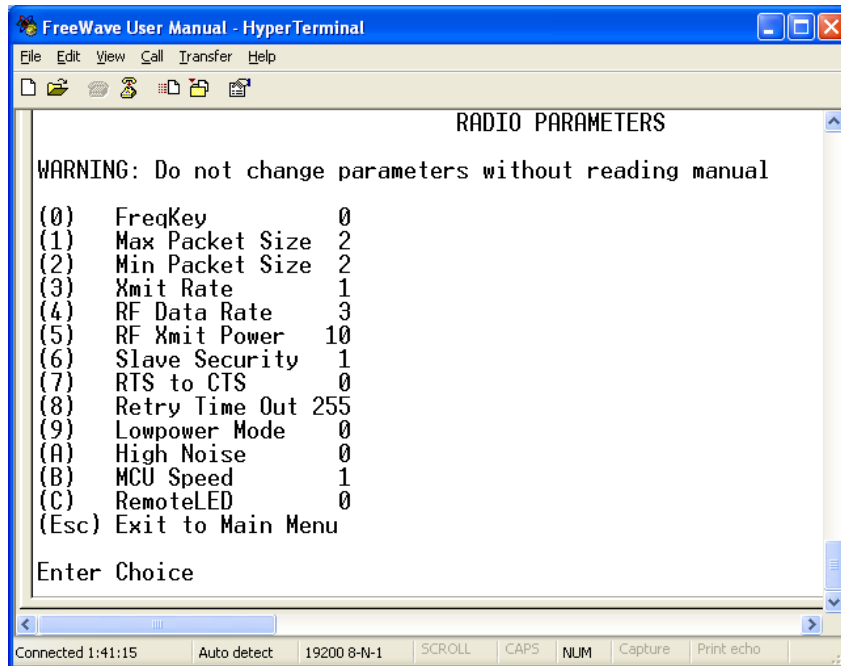 FreeWave User Manual - HyperTerminal
File Edit View Call Transfer Help
RADIO PARAMETERS
WARNING: Do not change parameters without reading manual
(0) FreqKey 0
(1) Max Packet Size 2
(2) Min Packet Size 2
(3) Xmit Rate 1
(4) RF Data Rate 3
(5) RF Xmit Power 10
(6) Slave Security 1
(7) RTS to CTS 0
(8) Retry Time Out 255
(9) Lowpower Mode 0
(A) High Noise 0
(B) MCU Speed 1
(C) RemoteLED 0
(Esc) Exit to Main Menu
Enter Choice
Connected 1:41:15 Auto detect 19200 8-N-1 SCROLL CAPS NUM Capture Print echo